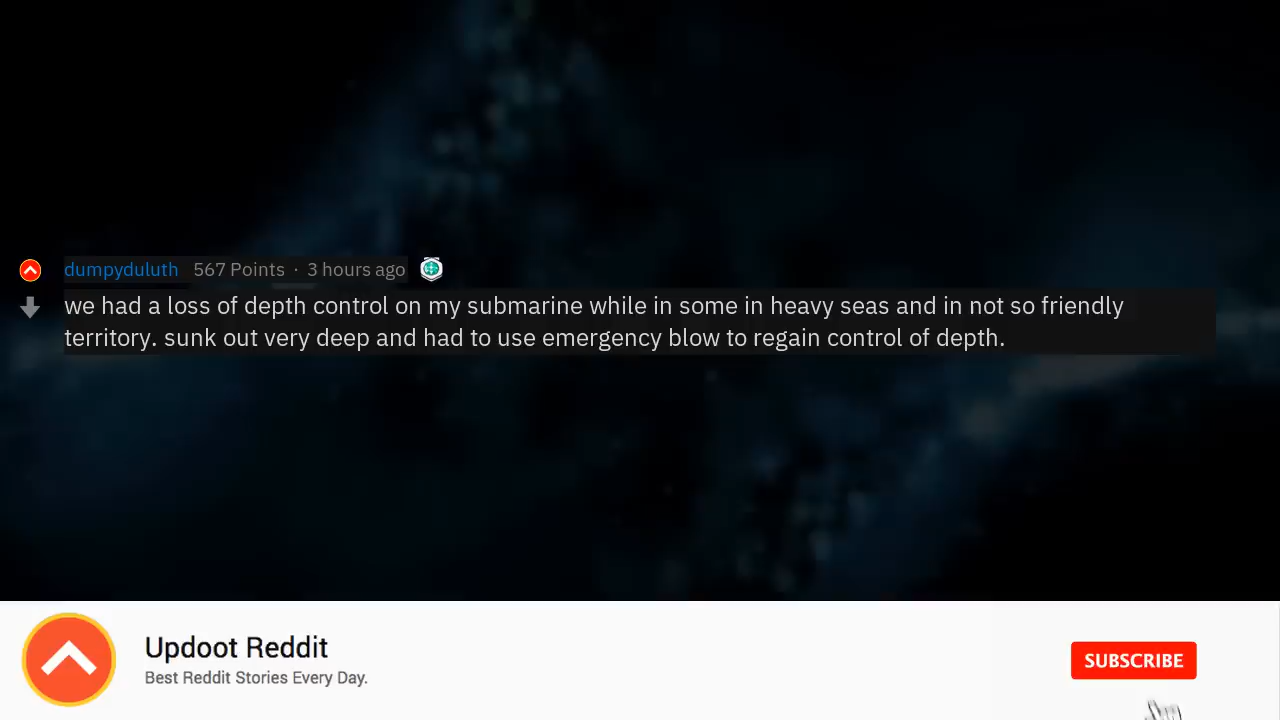 dumpyduluth 567 Points · 3 hours ago
we had a loss of depth control on my submarine while in some in heavy seas and in not so friendly
territory. sunk out very deep and had to use emergency blow to regain control of depth.
Updoot Reddit
Best Reddit Stories Every Day.
SUBSCRIBE